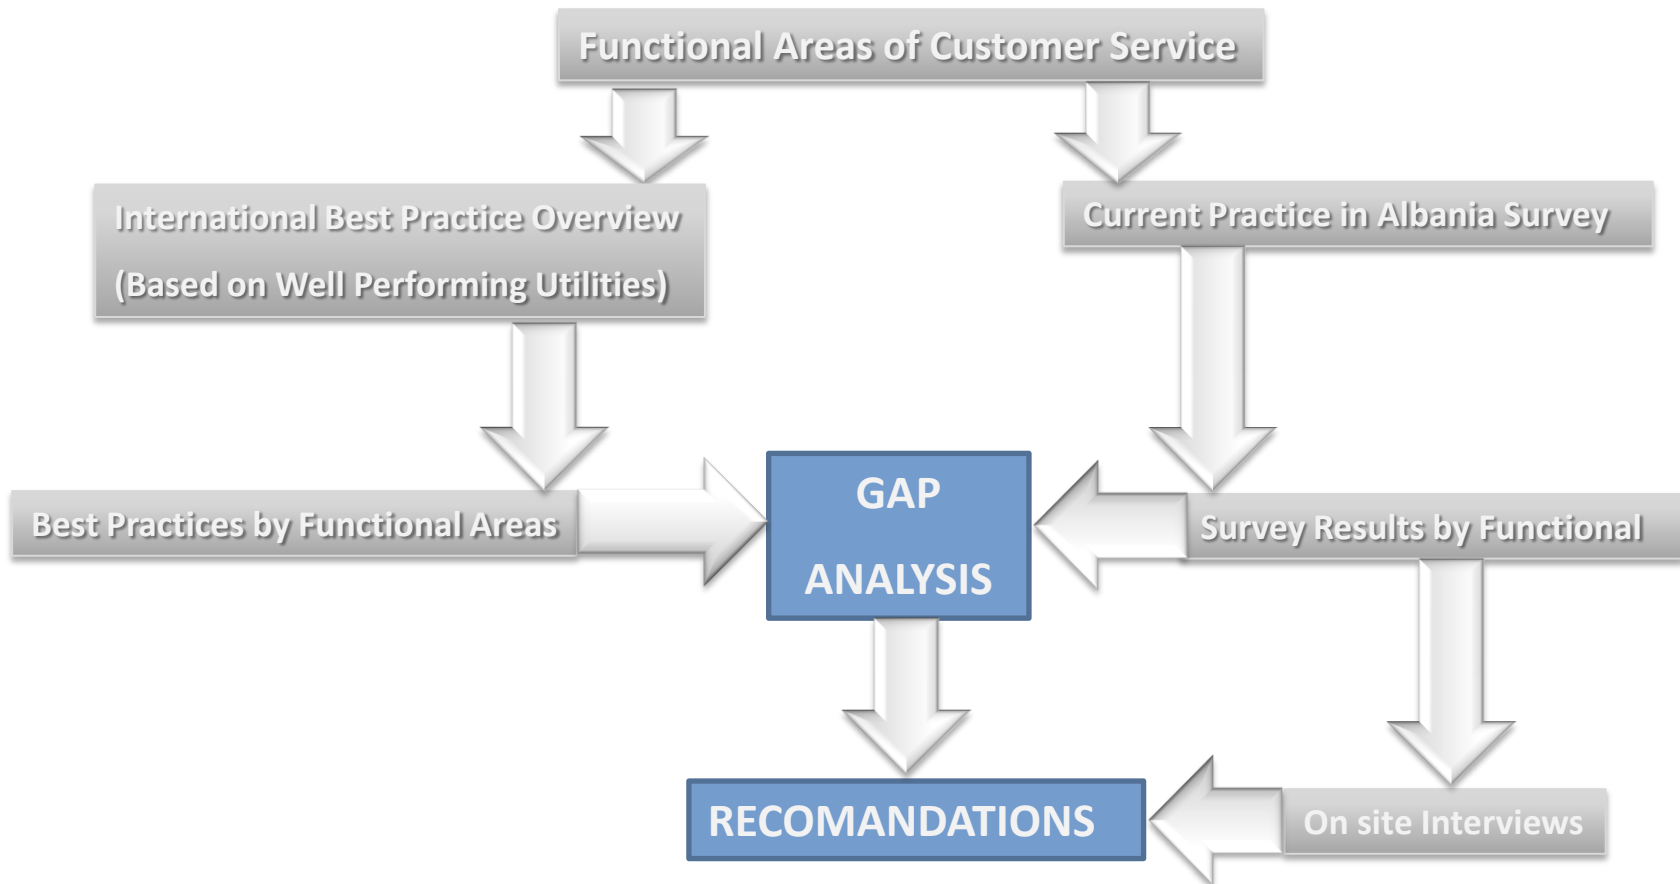 Functional Areas of Customer Service
International Best Practice Overview
(Based on Well Performing Utilities)
Current Practice in Albania Survey
Best Practices by Functional Areas
GAP
ANALYSIS
Survey Results by Functional
RECOMANDATIONS
On site Interviews